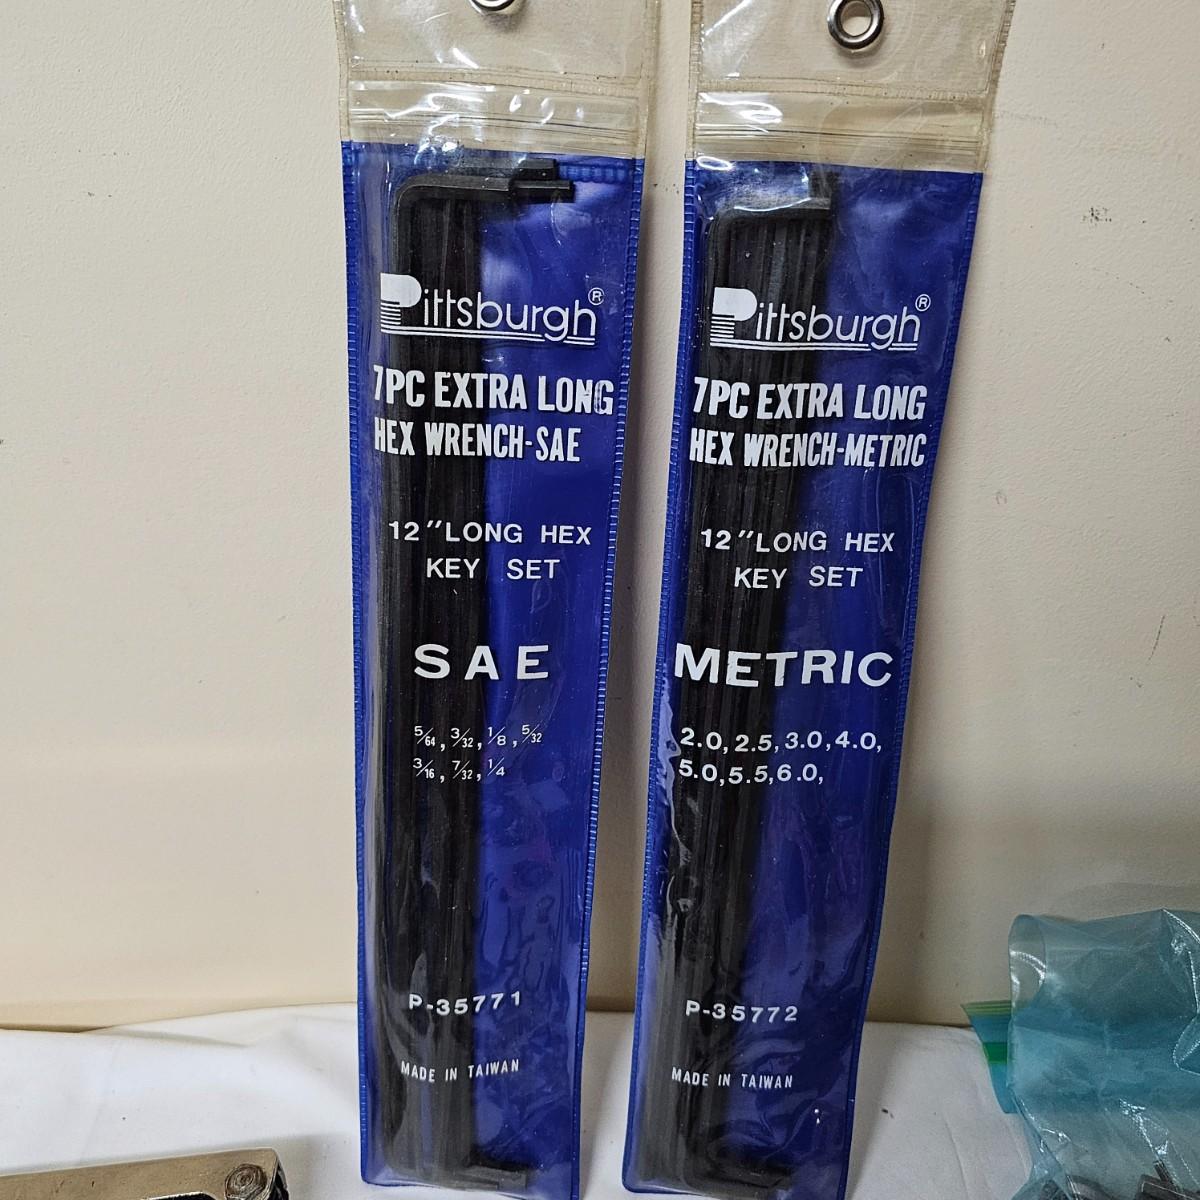 Pittsburgh®
7PC EXTRA LONG
HEX WRENCH-SAE
12" LONG HEX
KEY SET
SAE
5/64, 3/32, 1/8, 5/32
3/16, 7/32, 1/4
P-35771
MADE IN TAIWAN
Pittsburgh®
7PC EXTRA LONG
HEX WRENCH-METRIC
12" LONG HEX
KEY SET
METRIC
2.0, 2.5, 3.0, 4.0,
5.0, 5.5, 6.0,
P-35772
MADE IN TAIWAN